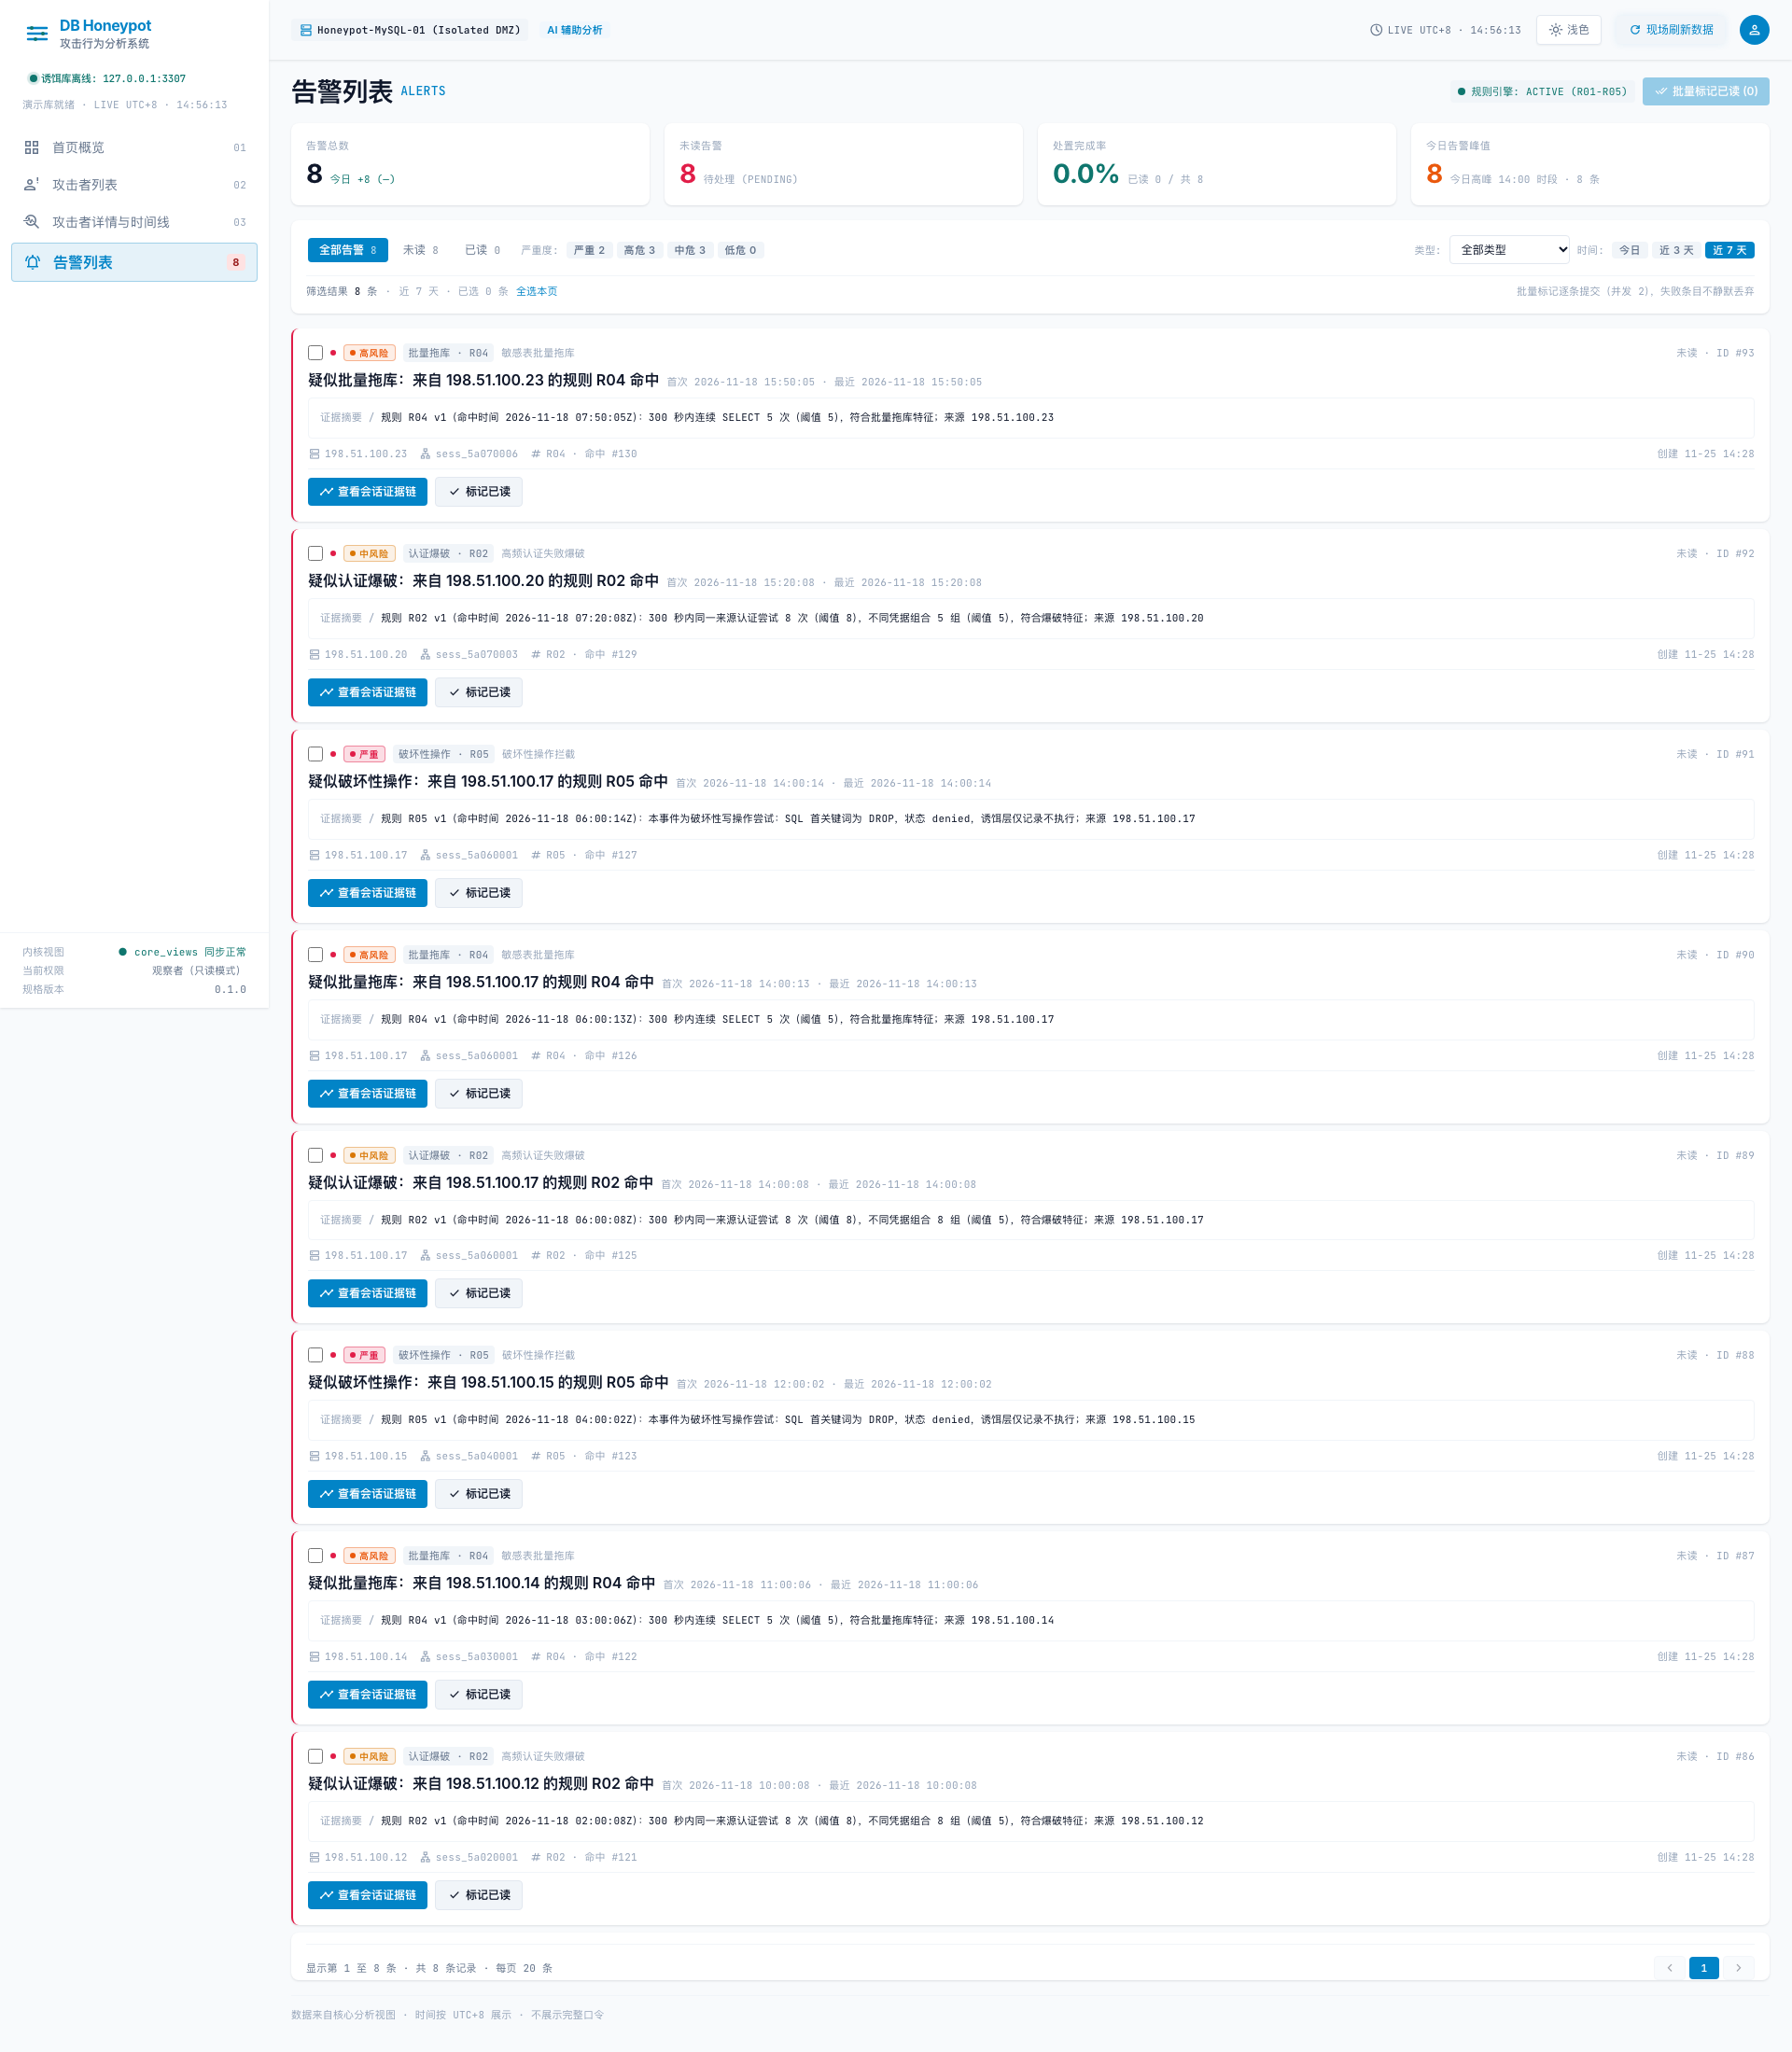 DB Honeypot
攻击行为分析系统
诱饵库离线: 127.0.0.1:3307
演示库就绪 · LIVE UTC+8 · 14:56:13
首页概览 01
攻击者列表 02
攻击者详情与时间线 03
告警列表 8
内核视图 core_views 同步正常
当前权限 观察者 (只读模式)
规格版本 0.1.0
Honeypot-MySQL-01 (Isolated DMZ) AI 辅助分析
LIVE UTC+8 · 14:56:13 浅色 现场刷新数据
告警列表 ALERTS
规则引擎: ACTIVE (R01-R05) 批量标记已读 (0)
告警总数
8 今日 +8 (—)
未读告警
8 待处理 (PENDING)
处置完成率
0.0% 已读 0 / 共 8
今日告警峰值
8 今日高峰 14:00 时段 · 8 条
全部告警 8 未读 8 已读 0 严重度: 严重 2 高危 3 中危 3 低危 0 类型: 全部类型 时间: 今日 近 3 天 近 7 天
筛选结果 8 条 · 近 7 天 · 已选 0 条 全选本页 批量标记逐条提交 (并发 2), 失败条目不静默丢弃
高风险 批量拖库 · R04 敏感表批量拖库 未读 · ID #93
疑似批量拖库：来自 198.51.100.23 的规则 R04 命中 首次 2026-11-18 15:50:05 · 最近 2026-11-18 15:50:05
证据摘要 / 规则 R04 v1 (命中时间 2026-11-18 07:50:05Z): 300 秒内连续 SELECT 5 次 (阈值 5), 符合批量拖库特征; 来源 198.51.100.23
198.51.100.23 sess_5a070006 # R04 · 命中 #130 创建 11-25 14:28
查看会话证据链 标记已读
中风险 认证爆破 · R02 高频认证失败爆破 未读 · ID #92
疑似认证爆破：来自 198.51.100.20 的规则 R02 命中 首次 2026-11-18 15:20:08 · 最近 2026-11-18 15:20:08
证据摘要 / 规则 R02 v1 (命中时间 2026-11-18 07:20:08Z): 300 秒内同一来源认证尝试 8 次 (阈值 8), 不同凭据组合 5 组 (阈值 5), 符合爆破特征; 来源 198.51.100.20
198.51.100.20 sess_5a070003 # R02 · 命中 #129 创建 11-25 14:28
查看会话证据链 标记已读
严重 破坏性操作 · R05 破坏性操作拦截 未读 · ID #91
疑似破坏性操作：来自 198.51.100.17 的规则 R05 命中 首次 2026-11-18 14:00:14 · 最近 2026-11-18 14:00:14
证据摘要 / 规则 R05 v1 (命中时间 2026-11-18 06:00:14Z): 本事件为破坏性写操作尝试: SQL 首关键词为 DROP, 状态 denied, 诱饵层仅记录不执行; 来源 198.51.100.17
198.51.100.17 sess_5a060001 # R05 · 命中 #127 创建 11-25 14:28
查看会话证据链 标记已读
高风险 批量拖库 · R04 敏感表批量拖库 未读 · ID #90
疑似批量拖库：来自 198.51.100.17 的规则 R04 命中 首次 2026-11-18 14:00:13 · 最近 2026-11-18 14:00:13
证据摘要 / 规则 R04 v1 (命中时间 2026-11-18 06:00:13Z): 300 秒内连续 SELECT 5 次 (阈值 5), 符合批量拖库特征; 来源 198.51.100.17
198.51.100.17 sess_5a060001 # R04 · 命中 #126 创建 11-25 14:28
查看会话证据链 标记已读
中风险 认证爆破 · R02 高频认证失败爆破 未读 · ID #89
疑似认证爆破：来自 198.51.100.17 的规则 R02 命中 首次 2026-11-18 14:00:08 · 最近 2026-11-18 14:00:08
证据摘要 / 规则 R02 v1 (命中时间 2026-11-18 06:00:08Z): 300 秒内同一来源认证尝试 8 次 (阈值 8), 不同凭据组合 8 组 (阈值 5), 符合爆破特征; 来源 198.51.100.17
198.51.100.17 sess_5a060001 # R02 · 命中 #125 创建 11-25 14:28
查看会话证据链 标记已读
严重 破坏性操作 · R05 破坏性操作拦截 未读 · ID #88
疑似破坏性操作：来自 198.51.100.15 的规则 R05 命中 首次 2026-11-18 12:00:02 · 最近 2026-11-18 12:00:02
证据摘要 / 规则 R05 v1 (命中时间 2026-11-18 04:00:02Z): 本事件为破坏性写操作尝试: SQL 首关键词为 DROP, 状态 denied, 诱饵层仅记录不执行; 来源 198.51.100.15
198.51.100.15 sess_5a040001 # R05 · 命中 #123 创建 11-25 14:28
查看会话证据链 标记已读
高风险 批量拖库 · R04 敏感表批量拖库 未读 · ID #87
疑似批量拖库：来自 198.51.100.14 的规则 R04 命中 首次 2026-11-18 11:00:06 · 最近 2026-11-18 11:00:06
证据摘要 / 规则 R04 v1 (命中时间 2026-11-18 03:00:06Z): 300 秒内连续 SELECT 5 次 (阈值 5), 符合批量拖库特征; 来源 198.51.100.14
198.51.100.14 sess_5a030001 # R04 · 命中 #122 创建 11-25 14:28
查看会话证据链 标记已读
中风险 认证爆破 · R02 高频认证失败爆破 未读 · ID #86
疑似认证爆破：来自 198.51.100.12 的规则 R02 命中 首次 2026-11-18 10:00:08 · 最近 2026-11-18 10:00:08
证据摘要 / 规则 R02 v1 (命中时间 2026-11-18 02:00:08Z): 300 秒内同一来源认证尝试 8 次 (阈值 8), 不同凭据组合 8 组 (阈值 5), 符合爆破特征; 来源 198.51.100.12
198.51.100.12 sess_5a020001 # R02 · 命中 #121 创建 11-25 14:28
查看会话证据链 标记已读
显示第 1 至 8 条 · 共 8 条记录 · 每页 20 条 1
数据来自核心分析视图 · 时间按 UTC+8 展示 · 不展示完整口令